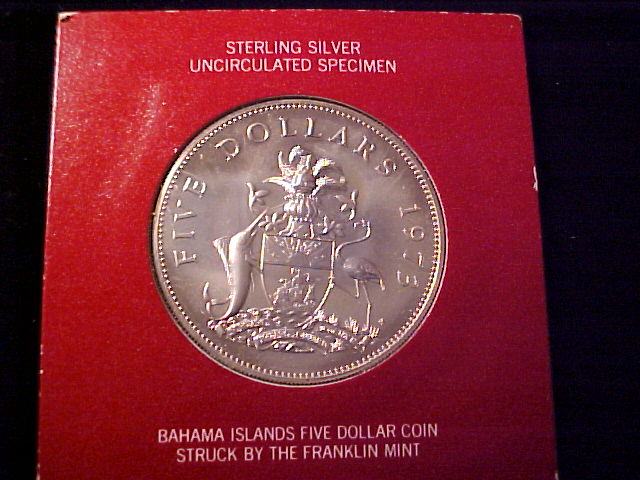 STERLING SILVER
UNCIRCULATED SPECIMEN
FIVE DOLLARS 1973
BAHAMA ISLANDS FIVE DOLLAR COIN
STRUCK BY THE FRANKLIN MINT